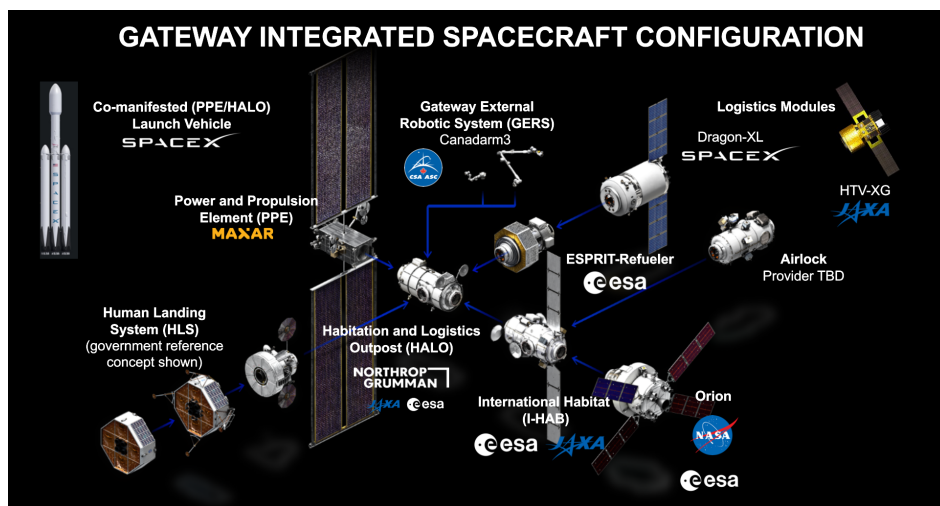 GATEWAY INTEGRATED SPACECRAFT CONFIGURATION
Co-manifested (PPE/HALO)
Launch Vehicle
SPACEX
Gateway External
Robotic System (GERS)
Canadarm3
CSA ASC
Logistics Modules
Dragon-XL
SPACEX
HTV-XG
JAXA
Power and Propulsion
Element (PPE)
MAXAR
ESPRIT-Refueler
esa
Airlock
Provider TBD
Human Landing
System (HLS)
(government reference
concept shown)
Habitation and Logistics
Outpost (HALO)
NORTHROP
GRUMMAN
JAXA esa
International Habitat
(I-HAB)
esa JAXA
Orion
NASA
esa
SPACEX